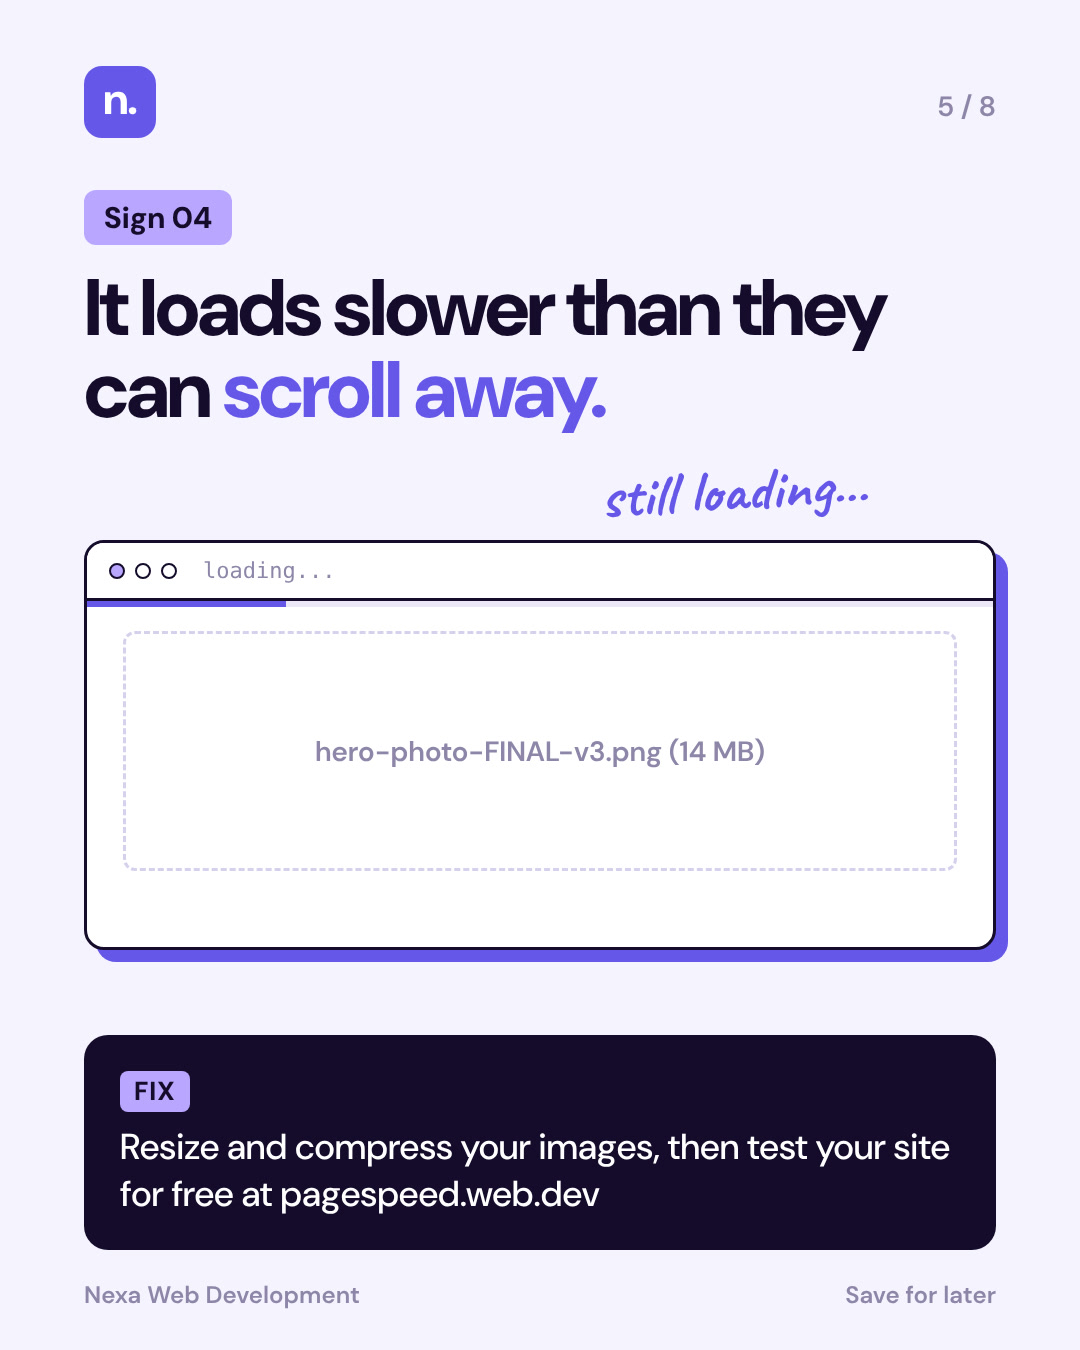 n.
5 / 8
Sign 04
It loads slower than they
can scroll away.
still loading...
loading...
hero-photo-FINAL-v3.png (14 MB)
FIX
Resize and compress your images, then test your site
for free at pagespeed.web.dev
Nexa Web Development
Save for later